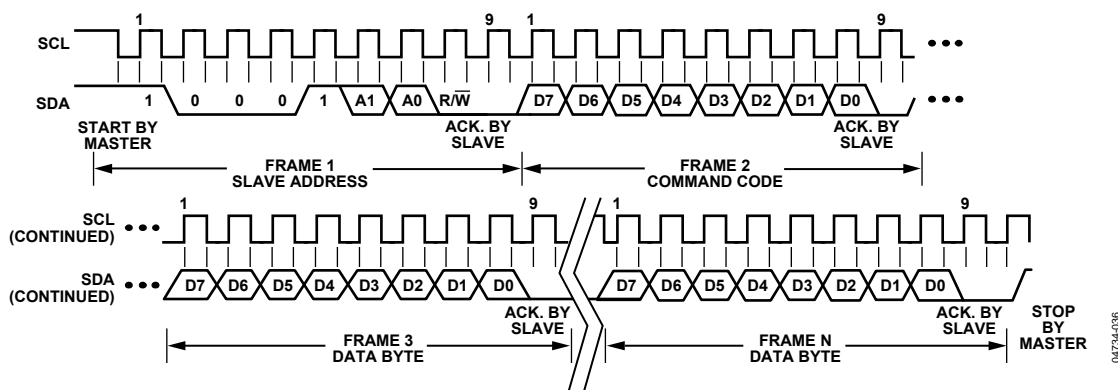 1 9 1 9
SCL
SDA 1 0 0 0 1 A1 A0 R/W̅ D7 D6 D5 D4 D3 D2 D1 D0
START BY MASTER
ACK. BY SLAVE
ACK. BY SLAVE
FRAME 1
SLAVE ADDRESS
FRAME 2
COMMAND CODE
1 9 1 9
SCL
(CONTINUED)
SDA
(CONTINUED)
D7 D6 D5 D4 D3 D2 D1 D0 D7 D6 D5 D4 D3 D2 D1 D0
ACK. BY
SLAVE
ACK. BY
SLAVE
STOP
BY
MASTER
FRAME 3
DATA BYTE
FRAME N
DATA BYTE
04734-036